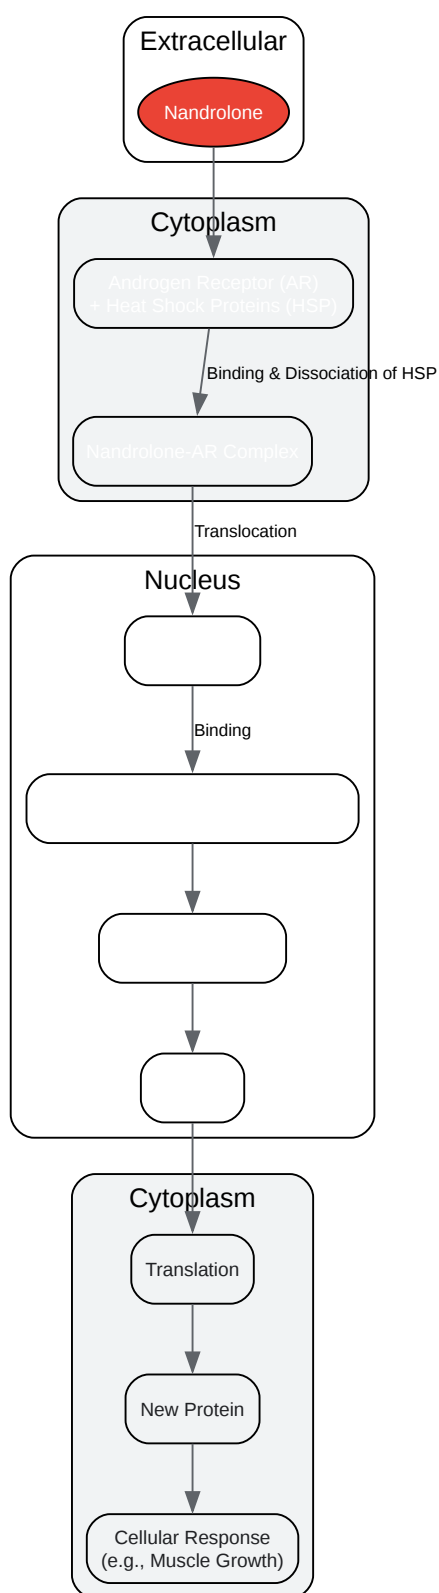 Extracellular
Nandrolone
Cytoplasm
Androgen Receptor (AR)
+ Heat Shock Proteins (HSP)
Binding & Dissociation of HSP
Nandrolone-AR Complex
Translocation
Nucleus
Binding
Cytoplasm
Translation
New Protein
Cellular Response
(e.g., Muscle Growth)